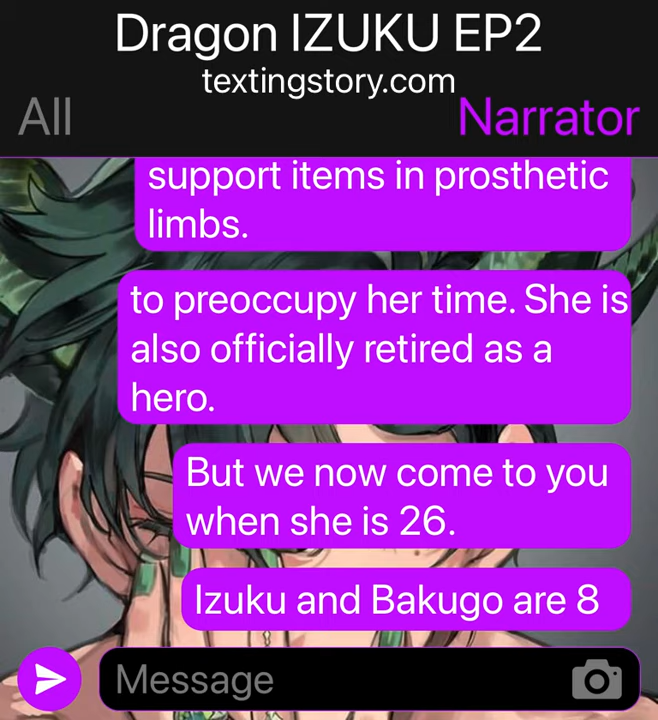 Dragon IZUKU EP2
textingstory.com
All
Narrator
support items in prosthetic
limbs.
to preoccupy her time. She is
also officially retired as a
hero.
But we now come to you
when she is 26.
Izuku and Bakugo are 8
Message